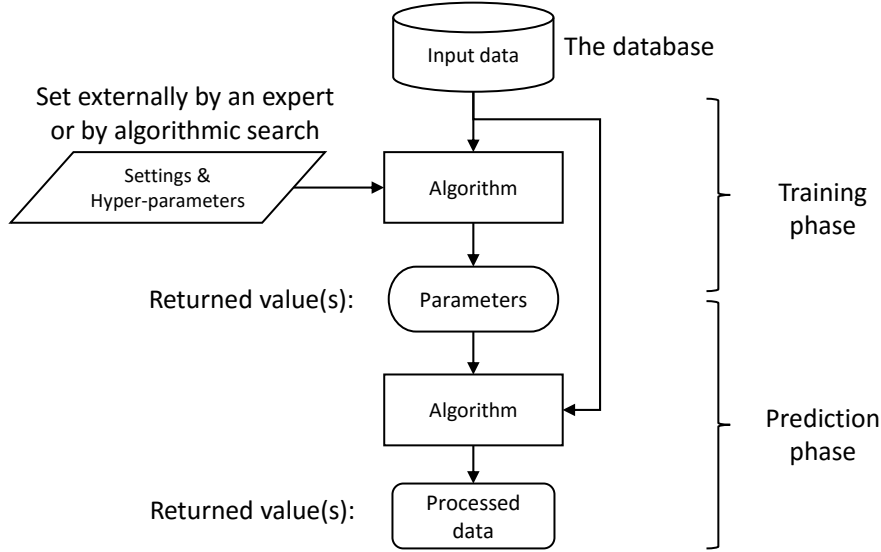 Input data
The database
Set externally by an expert
or by algorithmic search
Settings &
Hyper-parameters
Algorithm
Training
phase
Returned value(s):
Parameters
Algorithm
Prediction
phase
Returned value(s):
Processed
data